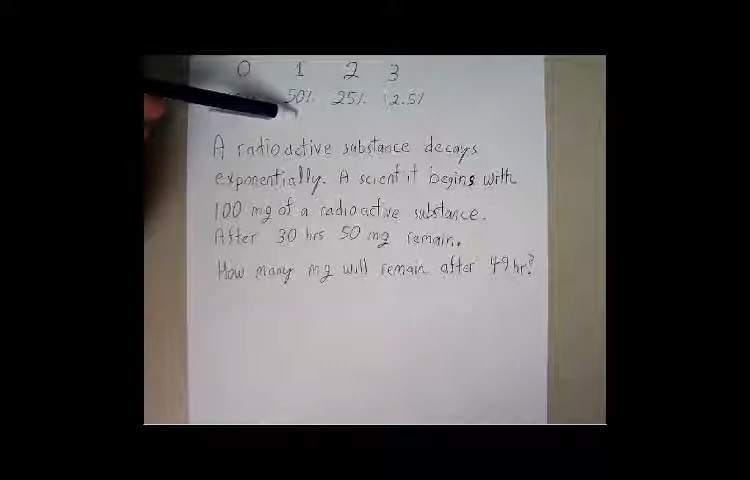 0 1 2 3
50% 25% 12.5%
A radioactive substance decays
exponentially. A scientit begins with
100 mg of a radioactive substance.
After 30 hrs 50 mg remain.
How many mg will remain after 49 hr?